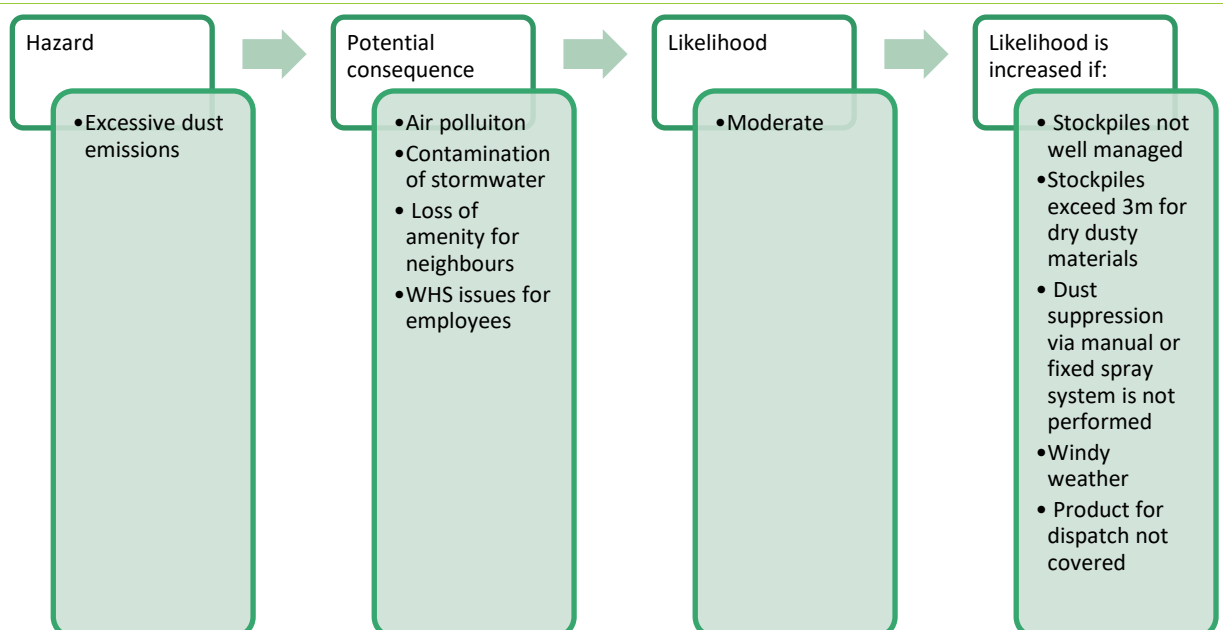 Hazard
•Excessive dust
emissions
Potential
consequence
•Air polluiton
•Contamination
of stormwater
• Loss of
amenity for
neighbours
•WHS issues for
employees
Likelihood
•Moderate
Likelihood is
increased if:
• Stockpiles not
well managed
•Stockpiles
exceed 3m for
dry dusty
materials
• Dust
suppression
via manual or
fixed spray
system is not
performed
•Windy
weather
• Product for
dispatch not
covered